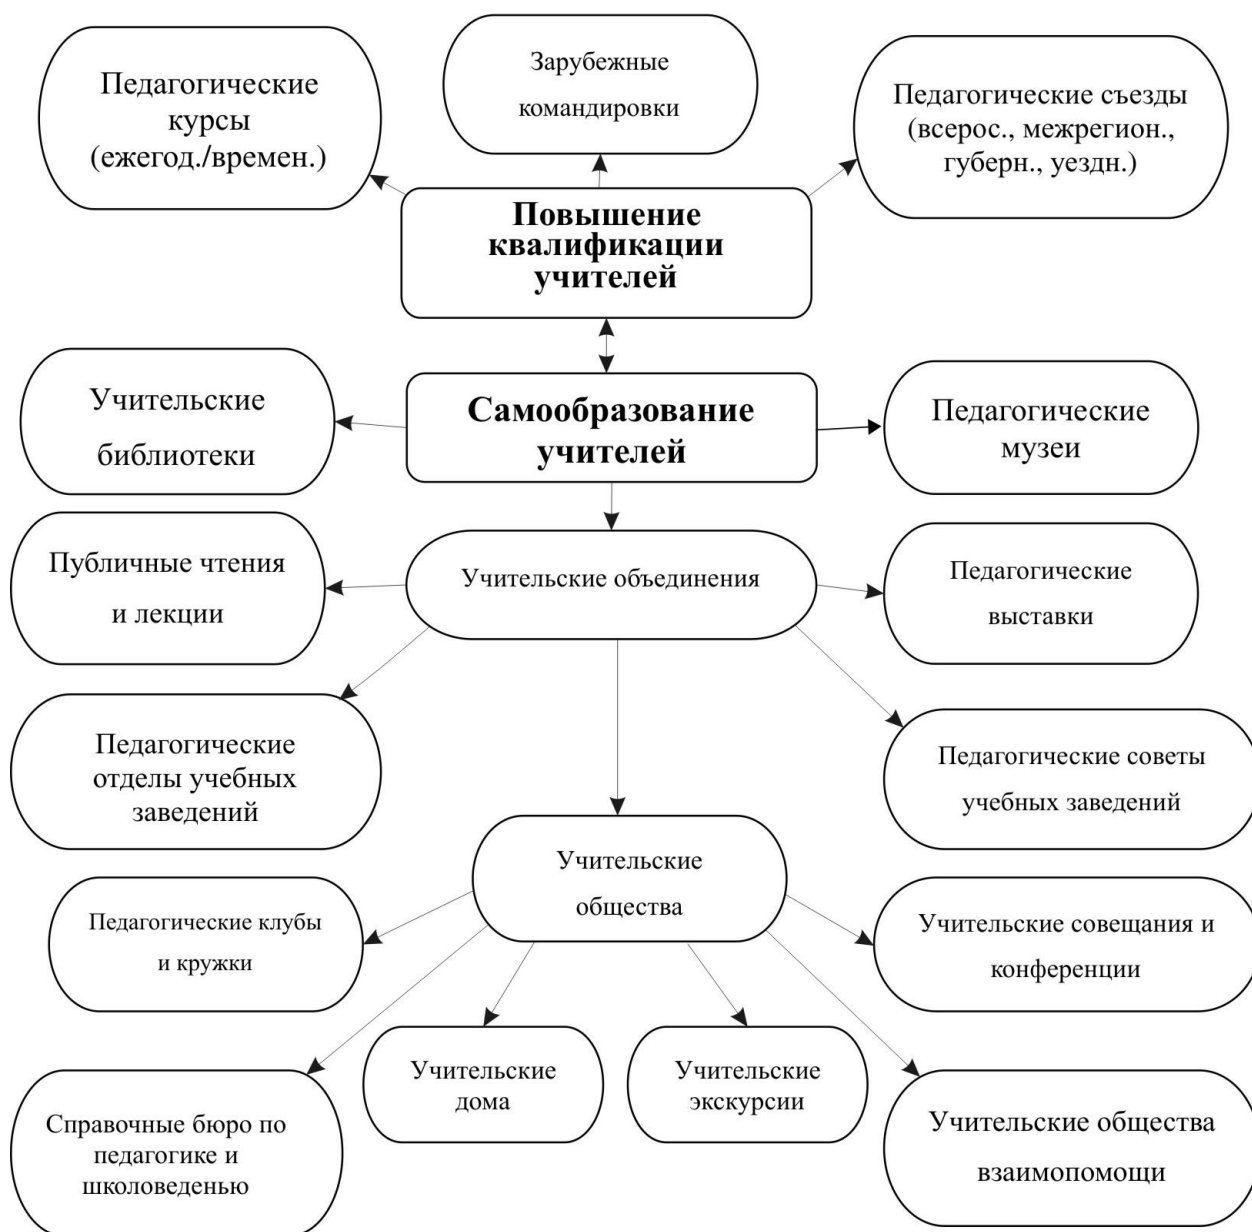 Педагогические
курсы
(ежегод./времен.)
Зарубежные
командировки
Педагогические съезды
(всерос., межрегион.,
губерн., уездн.)
Повышение
квалификации
учителей
Учительские
библиотеки
Самообразование
учителей
Педагогические
музеи
Публичные чтения
и лекции
Учительские объединения
Педагогические
выставки
Педагогические
отделы учебных
заведений
Педагогические советы
учебных заведений
Учительские
общества
Педагогические клубы
и кружки
Учительские совещания и
конференции
Справочные бюро по
педагогике и
школоведенью
Учительские
дома
Учительские
экскурсии
Учительские общества
взаимопомощи